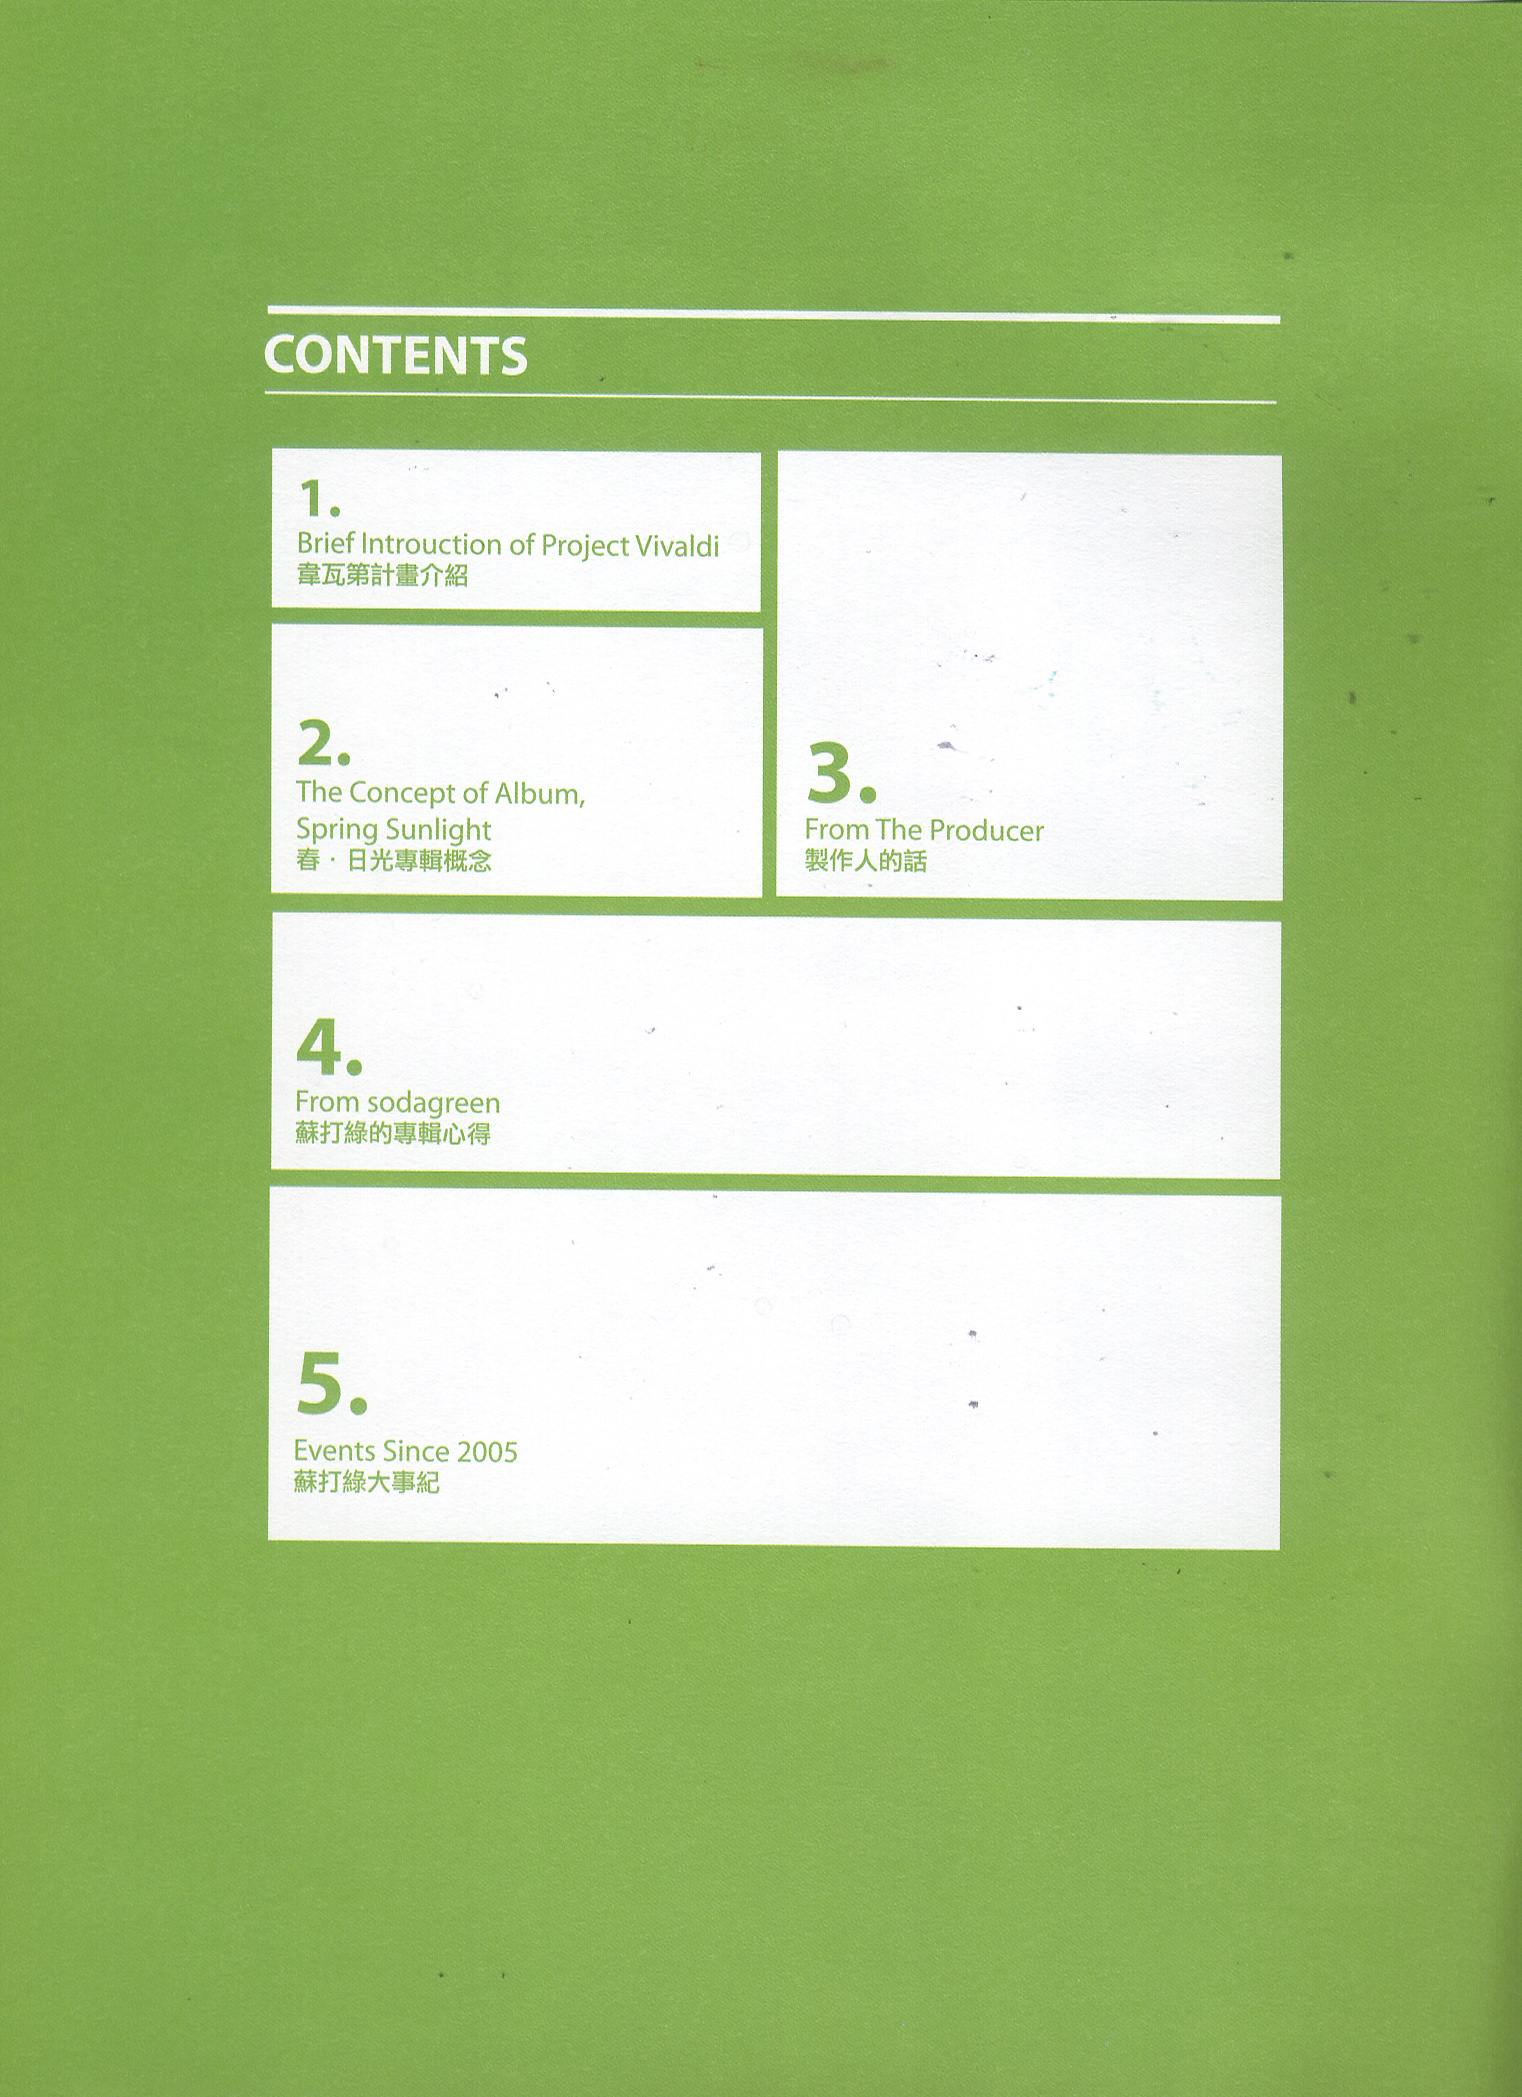 CONTENTS
1.
Brief Introuction of Project Vivaldi
韋瓦第計畫介紹
2.
The Concept of Album,
Spring Sunlight
春‧日光專輯概念
3.
From The Producer
製作人的話
4.
From sodagreen
蘇打綠的專輯心得
5.
Events Since 2005
蘇打綠大事紀